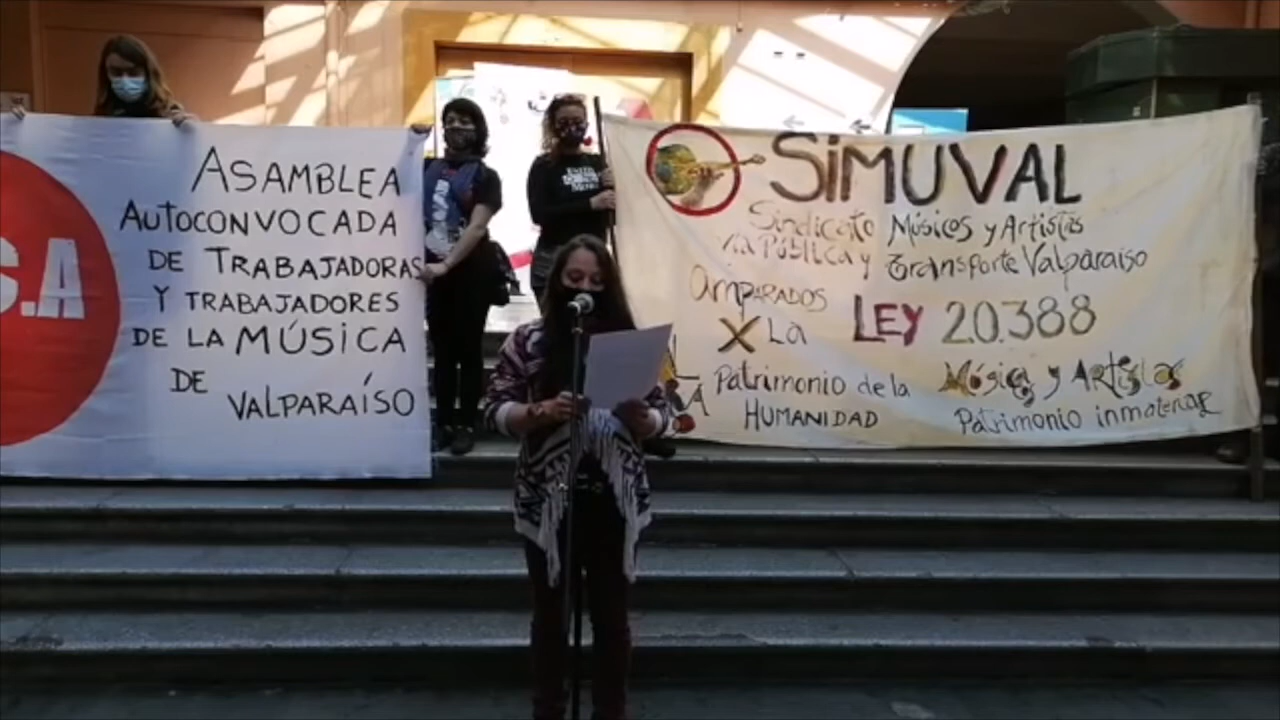 S.A
ASAMBLEA
AUTOCONVOCADA
DE TRABAJADORAS
Y TRABAJADORES
DE LA MÚSICA
DE
VALPARAÍSO
SiMUVAL
Sindicato Músicos y Artistas
Vía Pública y Transporte Valparaíso
Amparados LEY 20.388
X La
Patrimonio de la
HUMANIDAD
Músicos y Artistas
Patrimonio inmaterial